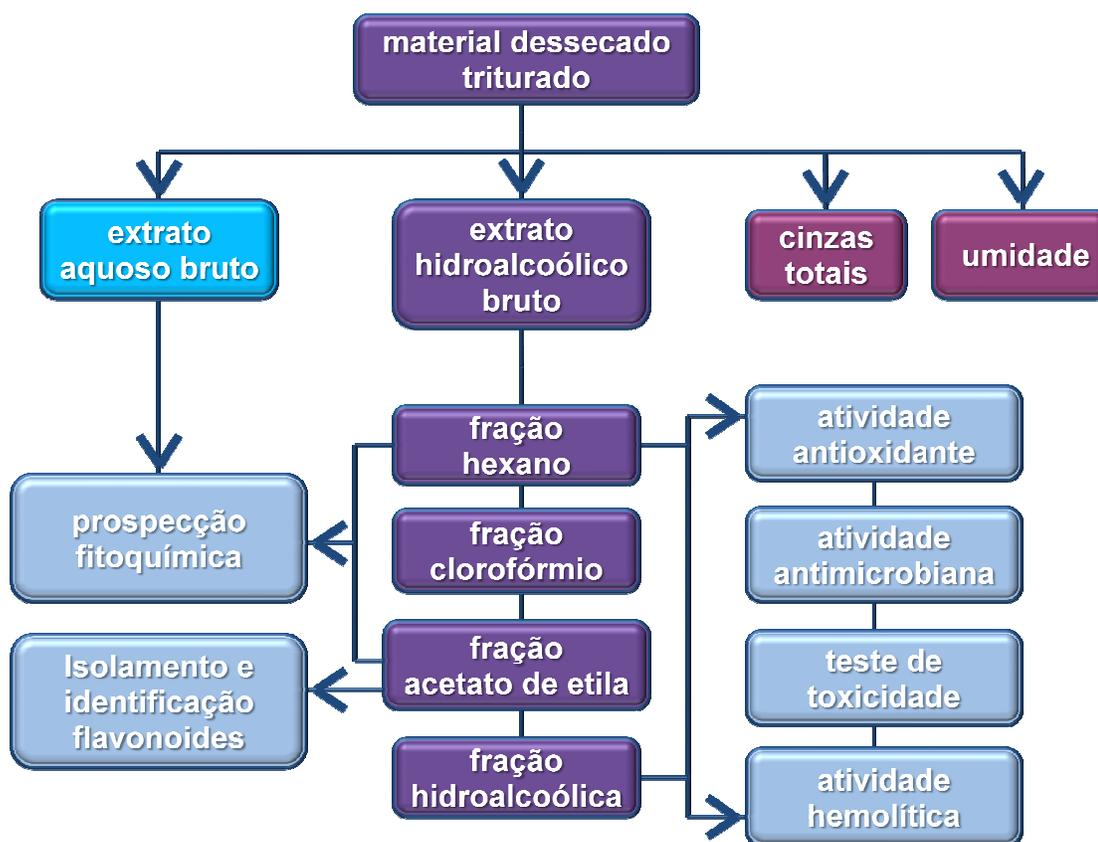 material dessecado
triturado
extrato
aquoso bruto
extrato
hidroalcoólico
bruto
cinzas
totais
umidade
fração
hexano
atividade
antioxidante
prospecção
fitoquímica
fração
clorofórmio
atividade
antimicrobiana
Isolamento e
identificação
flavonoides
fração
acetato de etila
teste de
toxicidade
fração
hidroalcoólica
atividade
hemolítica